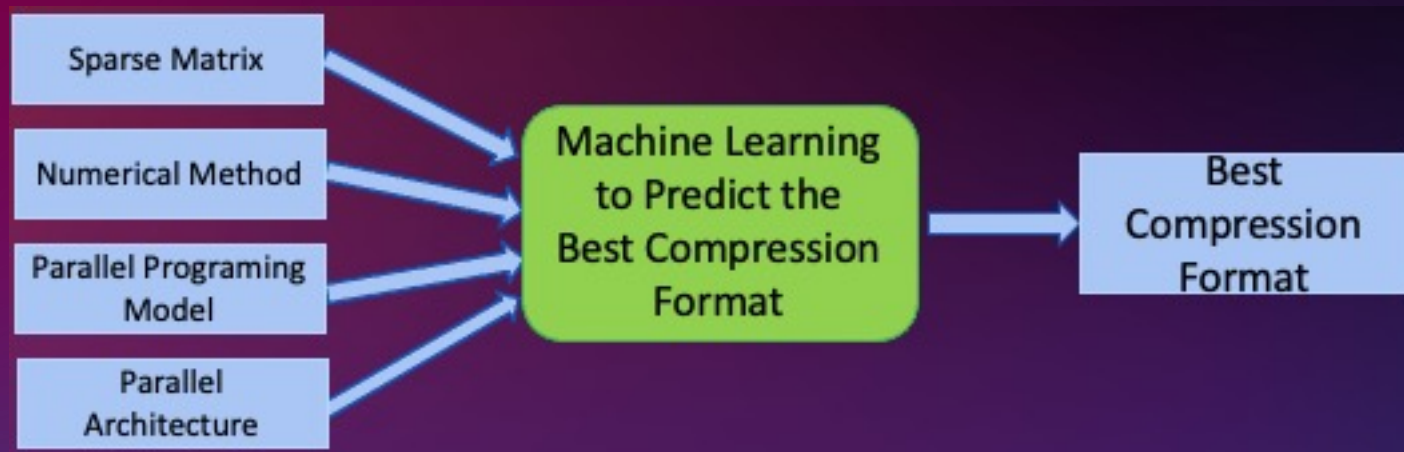 Sparse Matrix
Numerical Method
Parallel Programing
Model
Parallel
Architecture
Machine Learning
to Predict the
Best Compression
Format
Best
Compression
Format